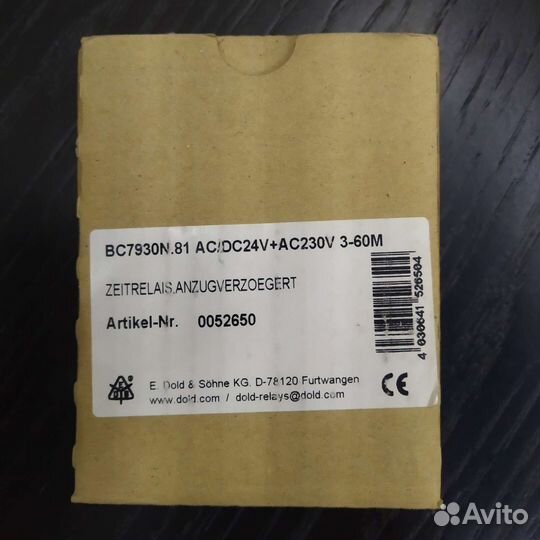 BC7930N.81 AC/DC24V+AC230V 3-60M
ZEITRELAIS,ANZUGVERZOEGERT
Artikel-Nr. 0052650
4 030641 526504
E. Dold & Söhne KG. D-78120 Furtwangen
www.dold.com / dold-relays@dold.com
CE
Avito